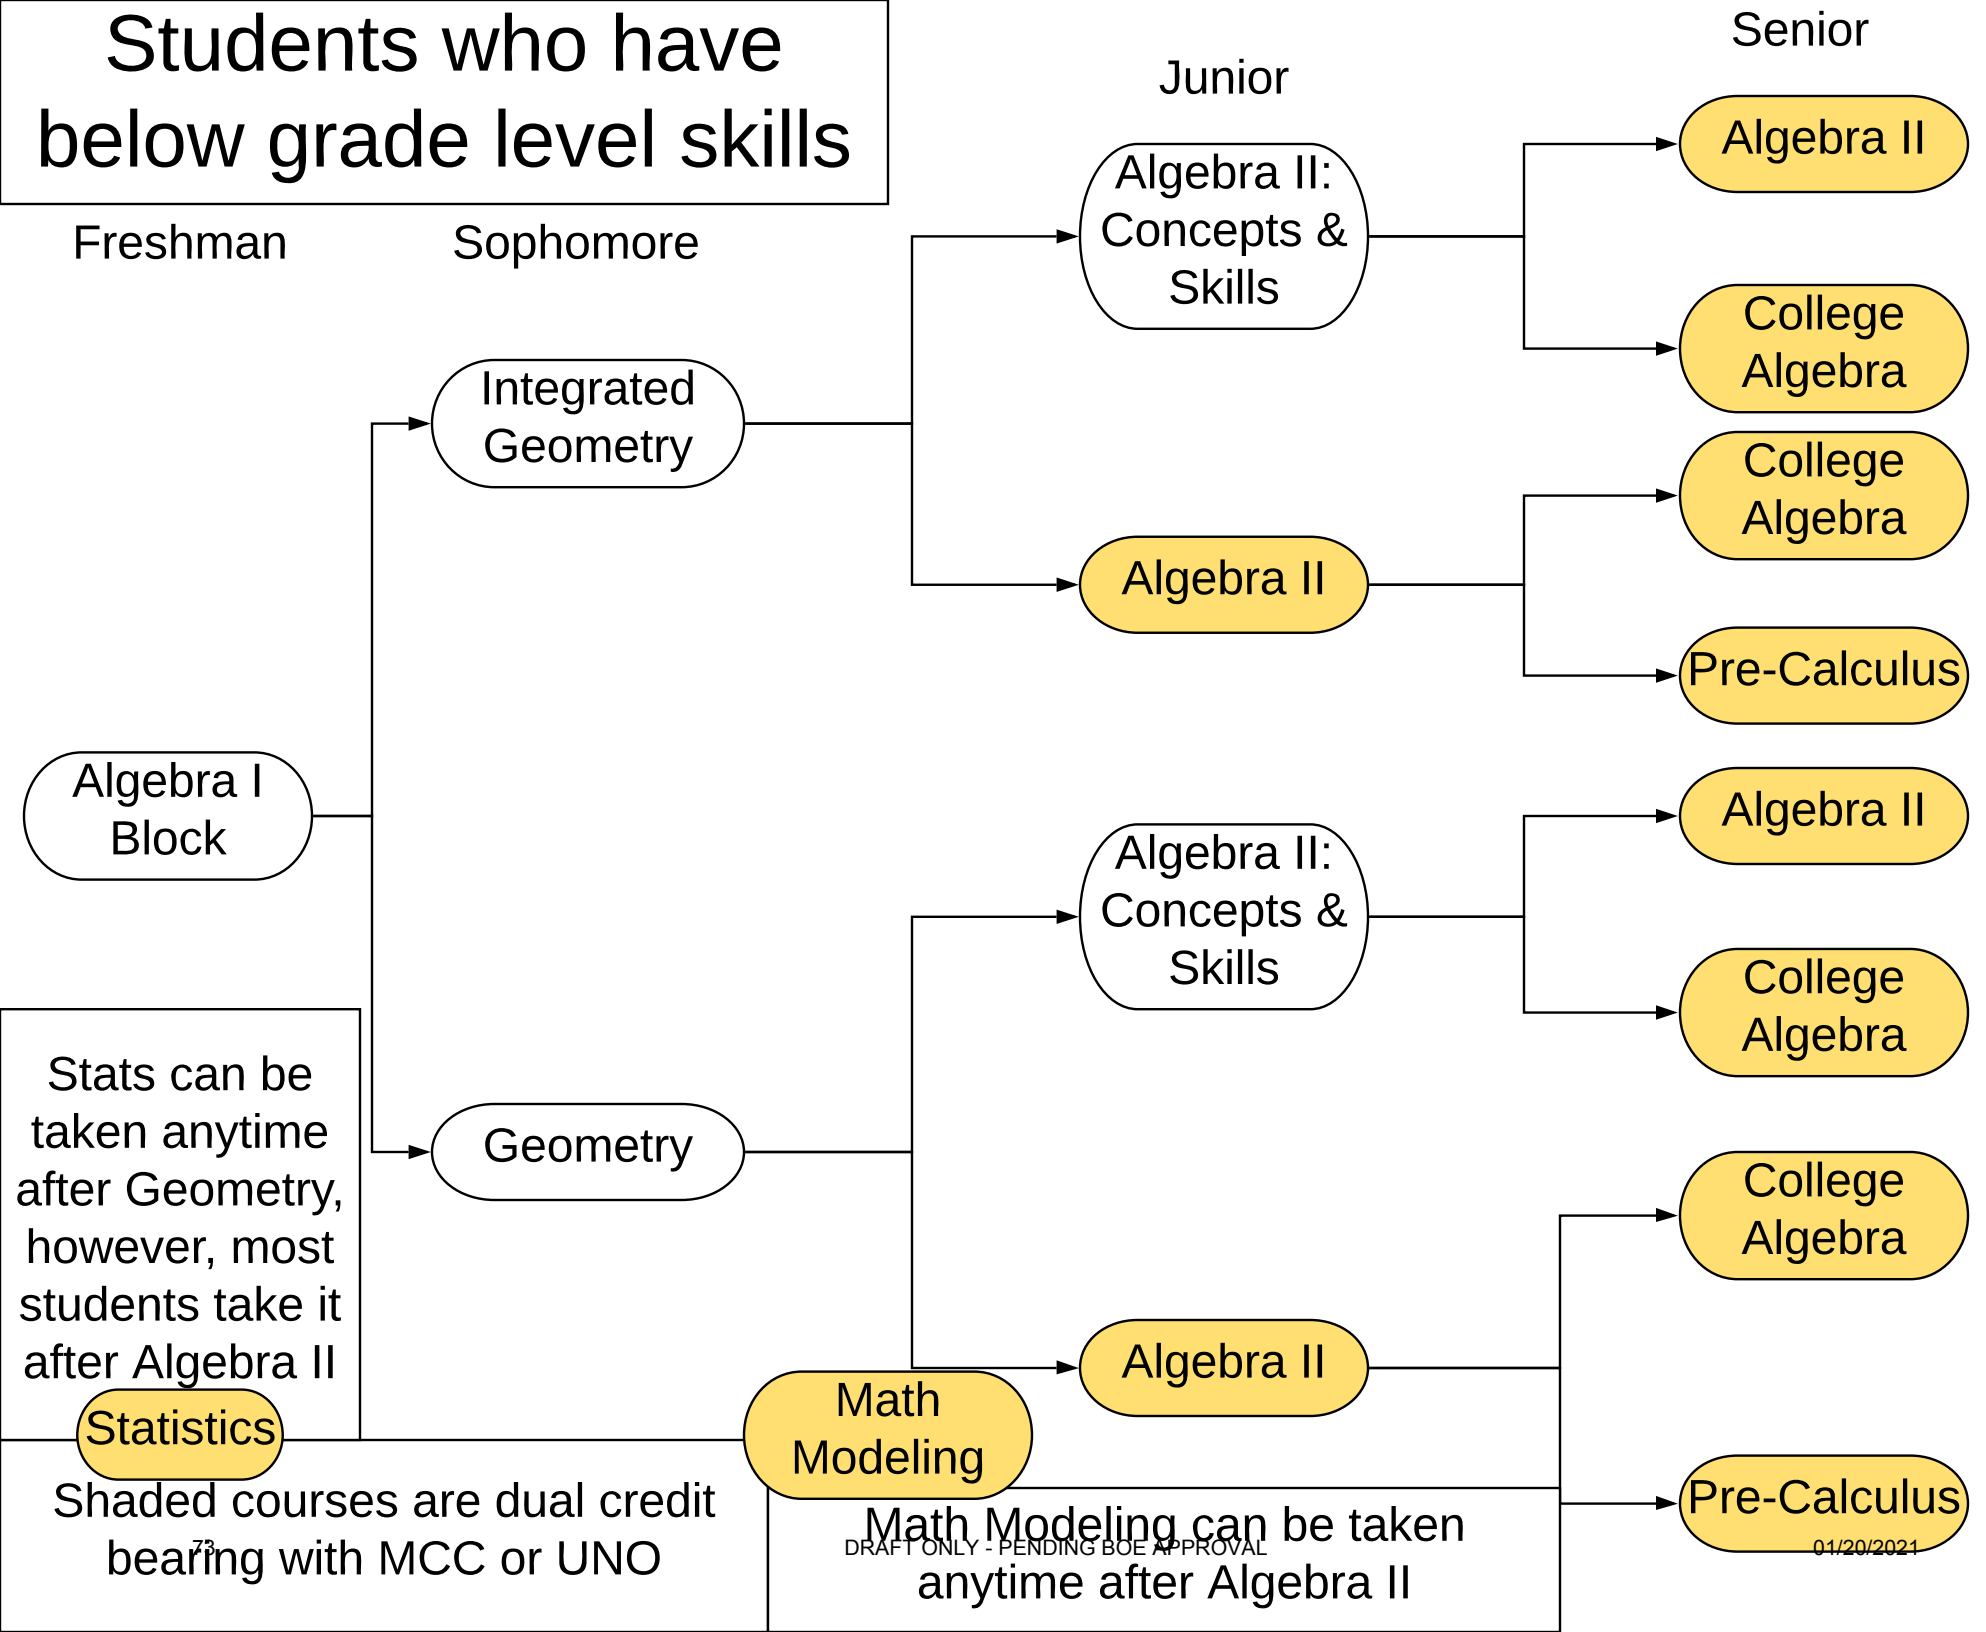 Students who have
below grade level skills
Freshman
Sophomore
Junior
Senior
Algebra I
Block
Integrated
Geometry
Geometry
Algebra II:
Concepts &
Skills
Algebra II
Algebra II:
Concepts &
Skills
Algebra II
Algebra II
College
Algebra
College
Algebra
Pre-Calculus
Algebra II
College
Algebra
College
Algebra
Pre-Calculus
Stats can be
taken anytime
after Geometry,
however, most
students take it
after Algebra II
Statistics
Shaded courses are dual credit
bearing with MCC or UNO
Math
Modeling
Math Modeling can be taken
anytime after Algebra II
73
DRAFT ONLY - PENDING BOE APPROVAL
01/20/2021